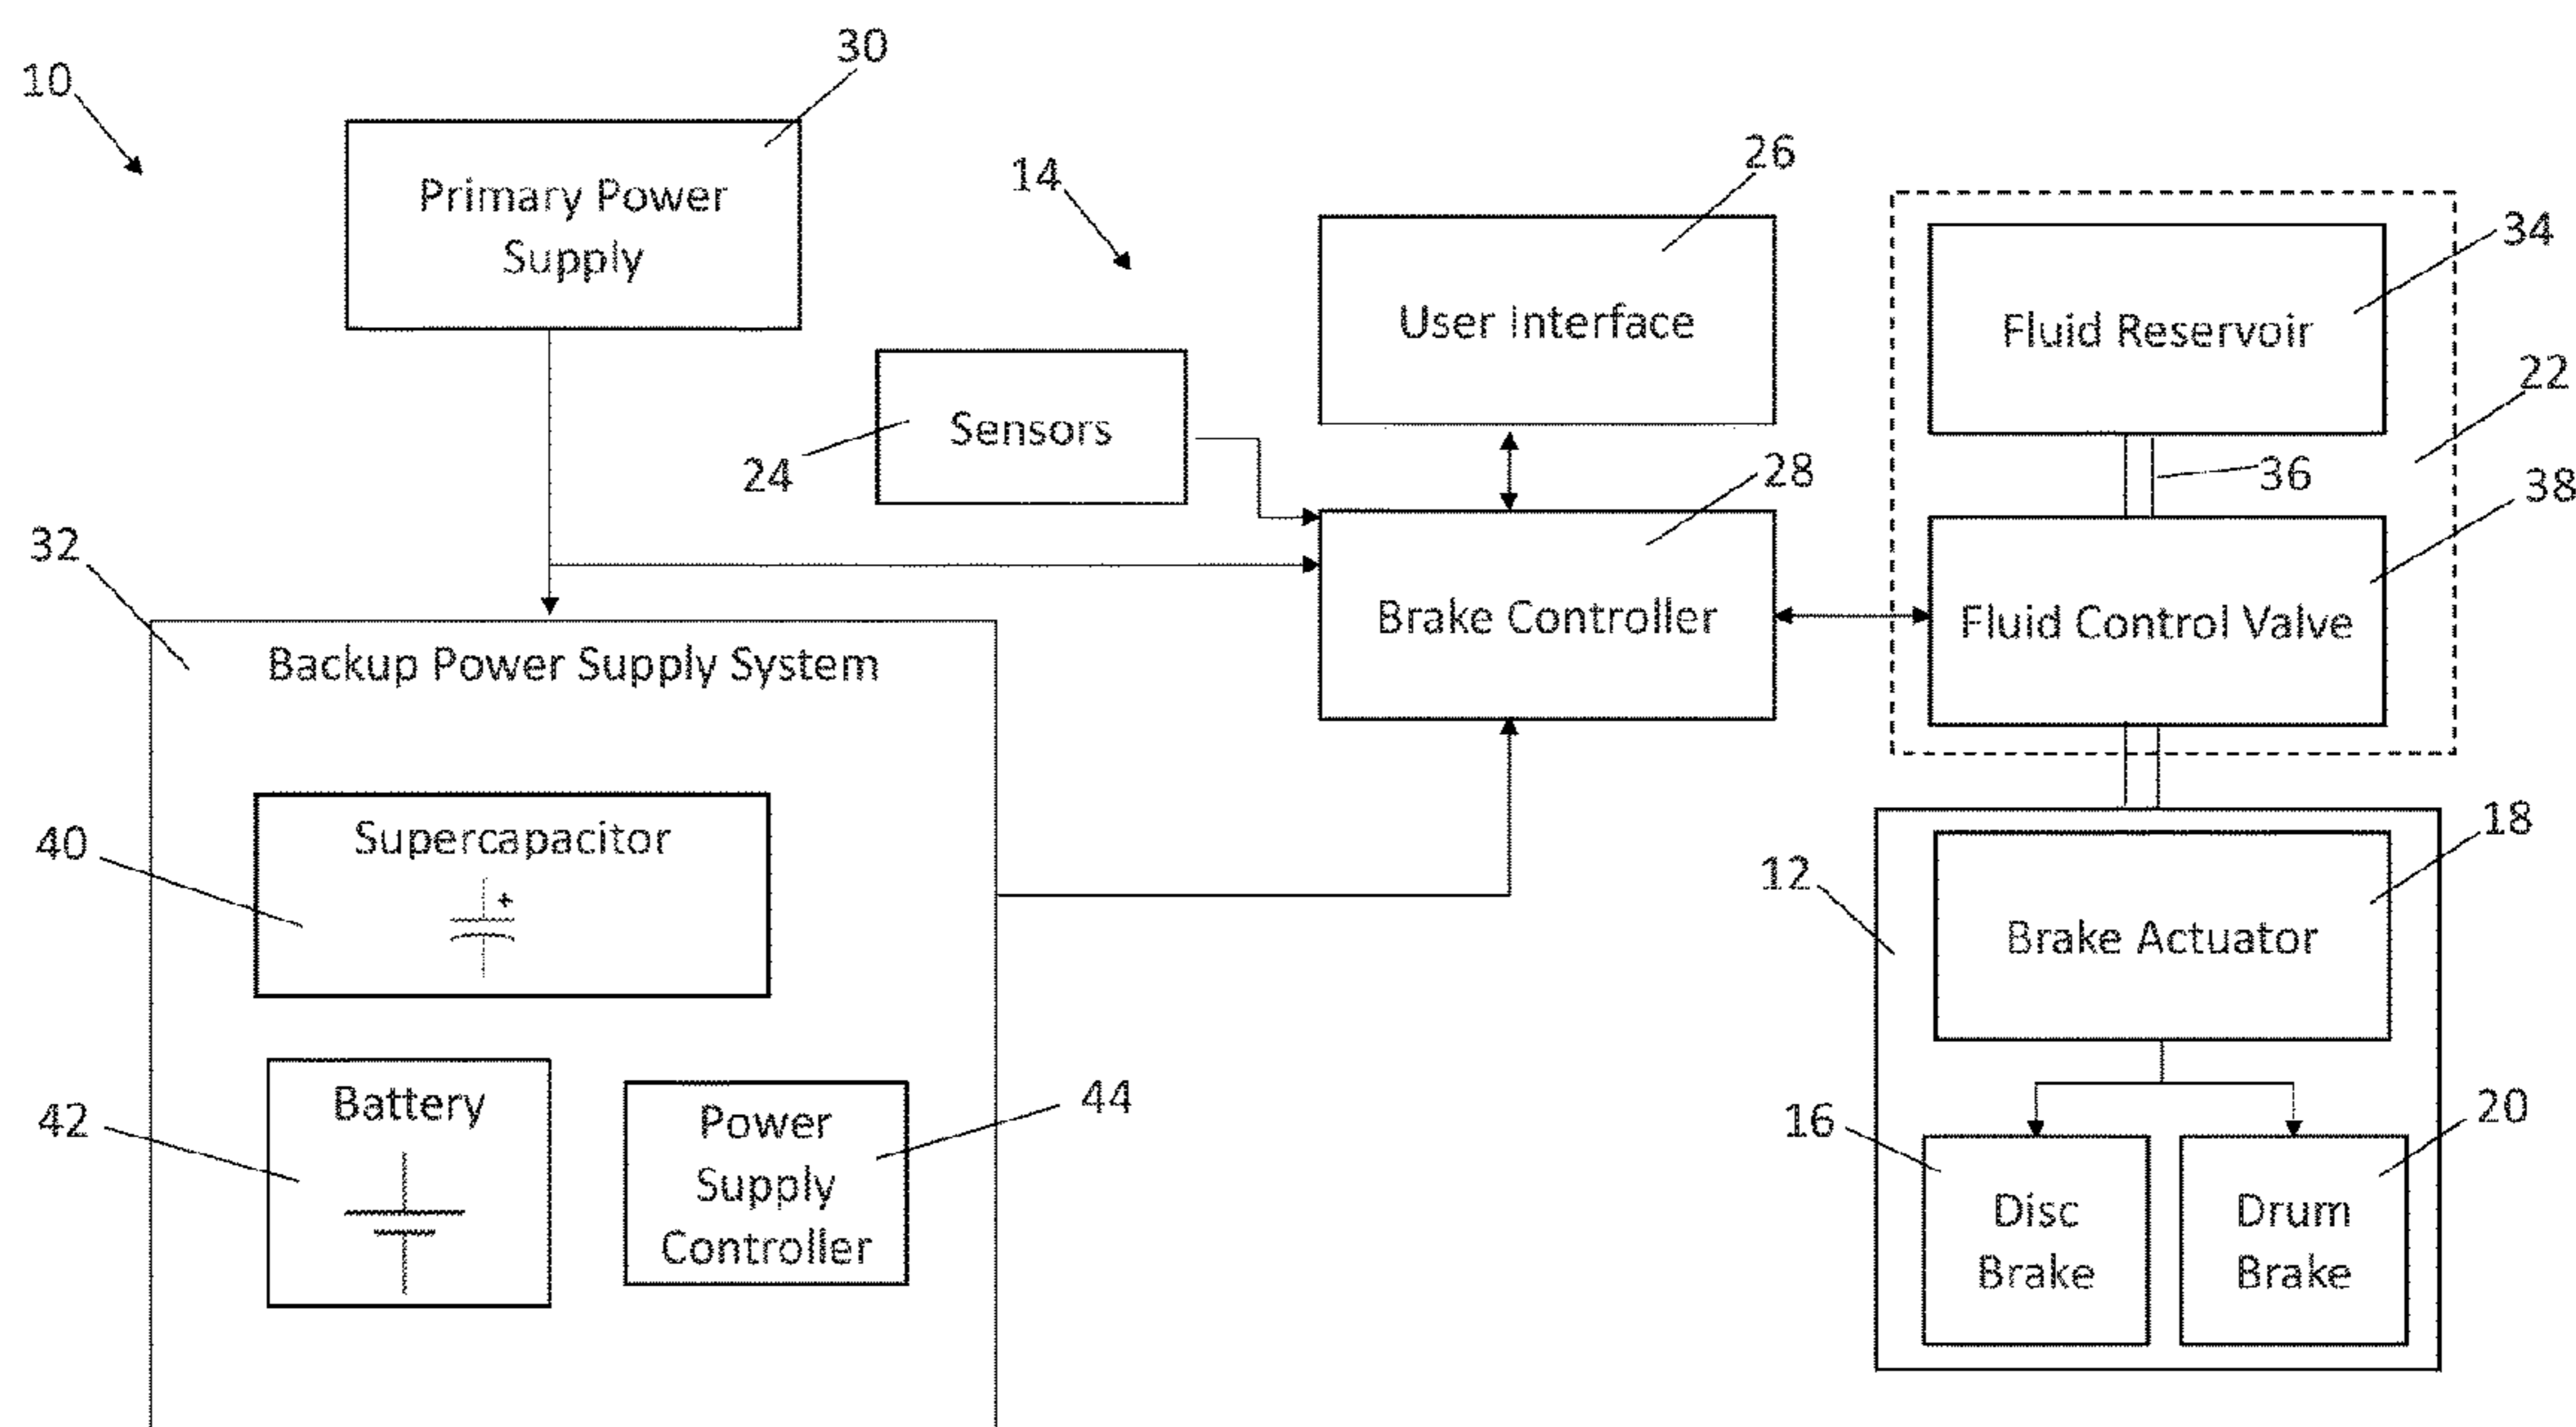 10
30
Primary Power
Supply
14
26
User Interface
34
Fluid Reservoir
22
Sensors
24
36
28
38
32
Brake Controller
Fluid Control Valve
Backup Power Supply System
40
Supercapacitor
+
12
18
Brake Actuator
42
Battery
44
Power
Supply
Controller
16
20
Disc
Brake
Drum
Brake